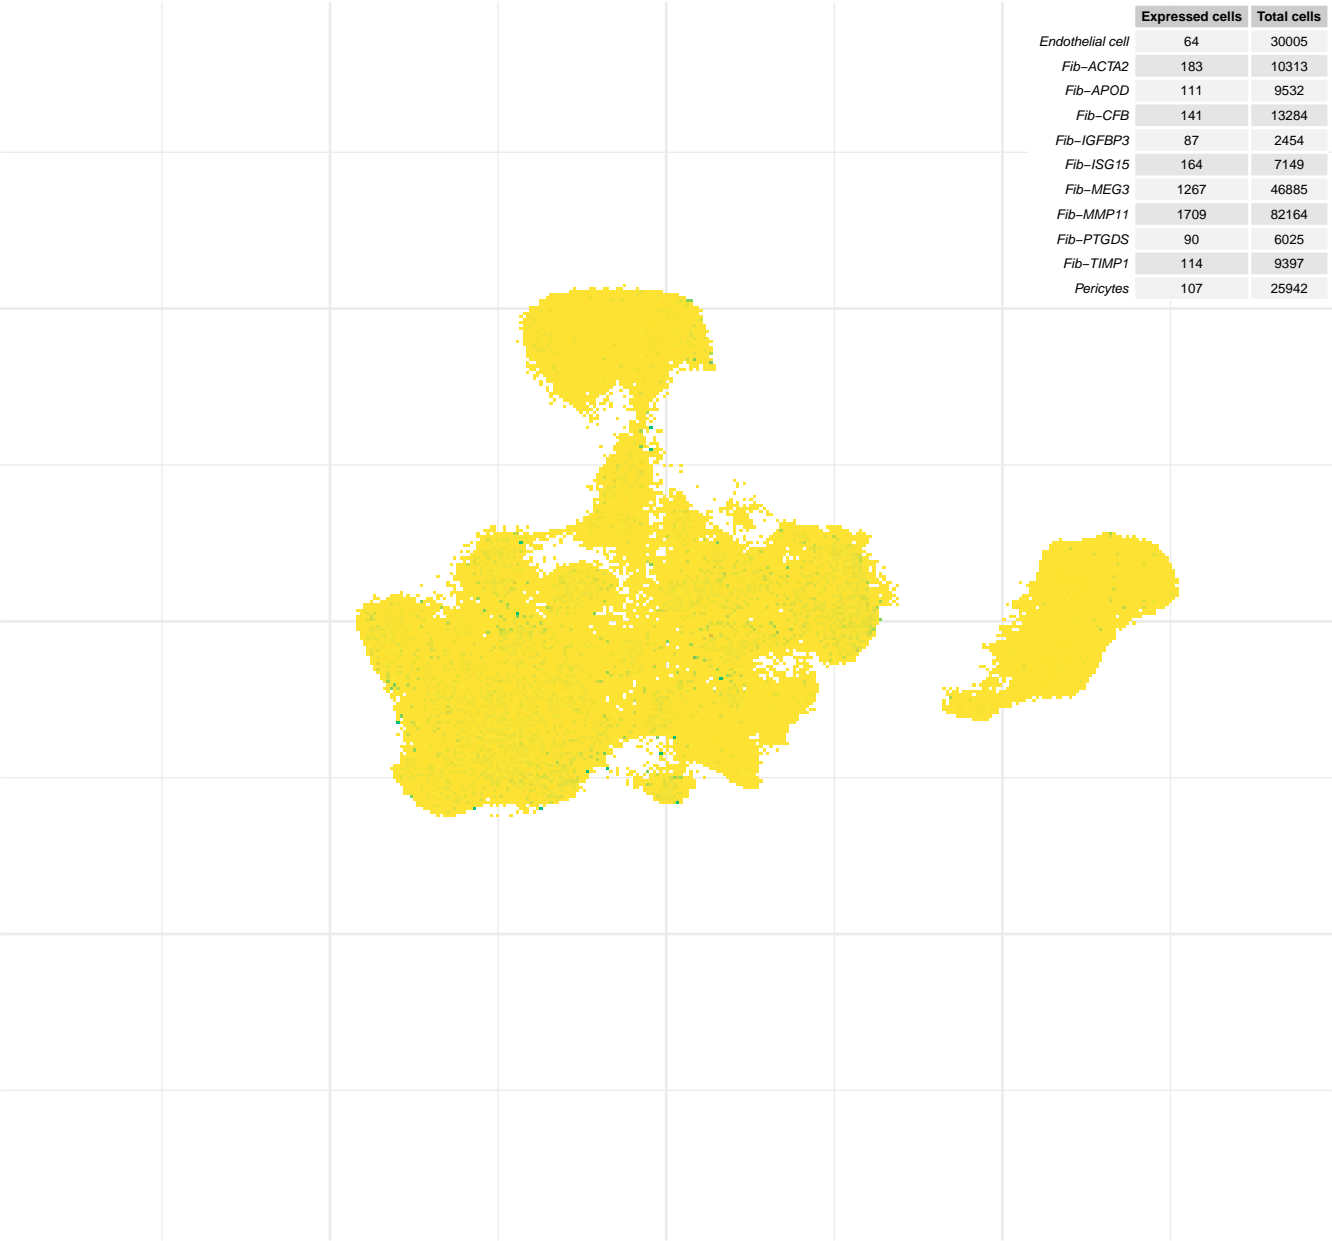 Expressed cells Total cells
Endothelial cell 64 30005
Fib−ACTA2 183 10313
Fib−APOD 111 9532
Fib−CFB 141 13284
Fib−IGFBP3 87 2454
Fib−ISG15 164 7149
Fib−MEG3 1267 46885
Fib−MMP11 1709 82164
Fib−PTGDS 90 6025
Fib−TIMP1 114 9397
Pericytes 107 25942